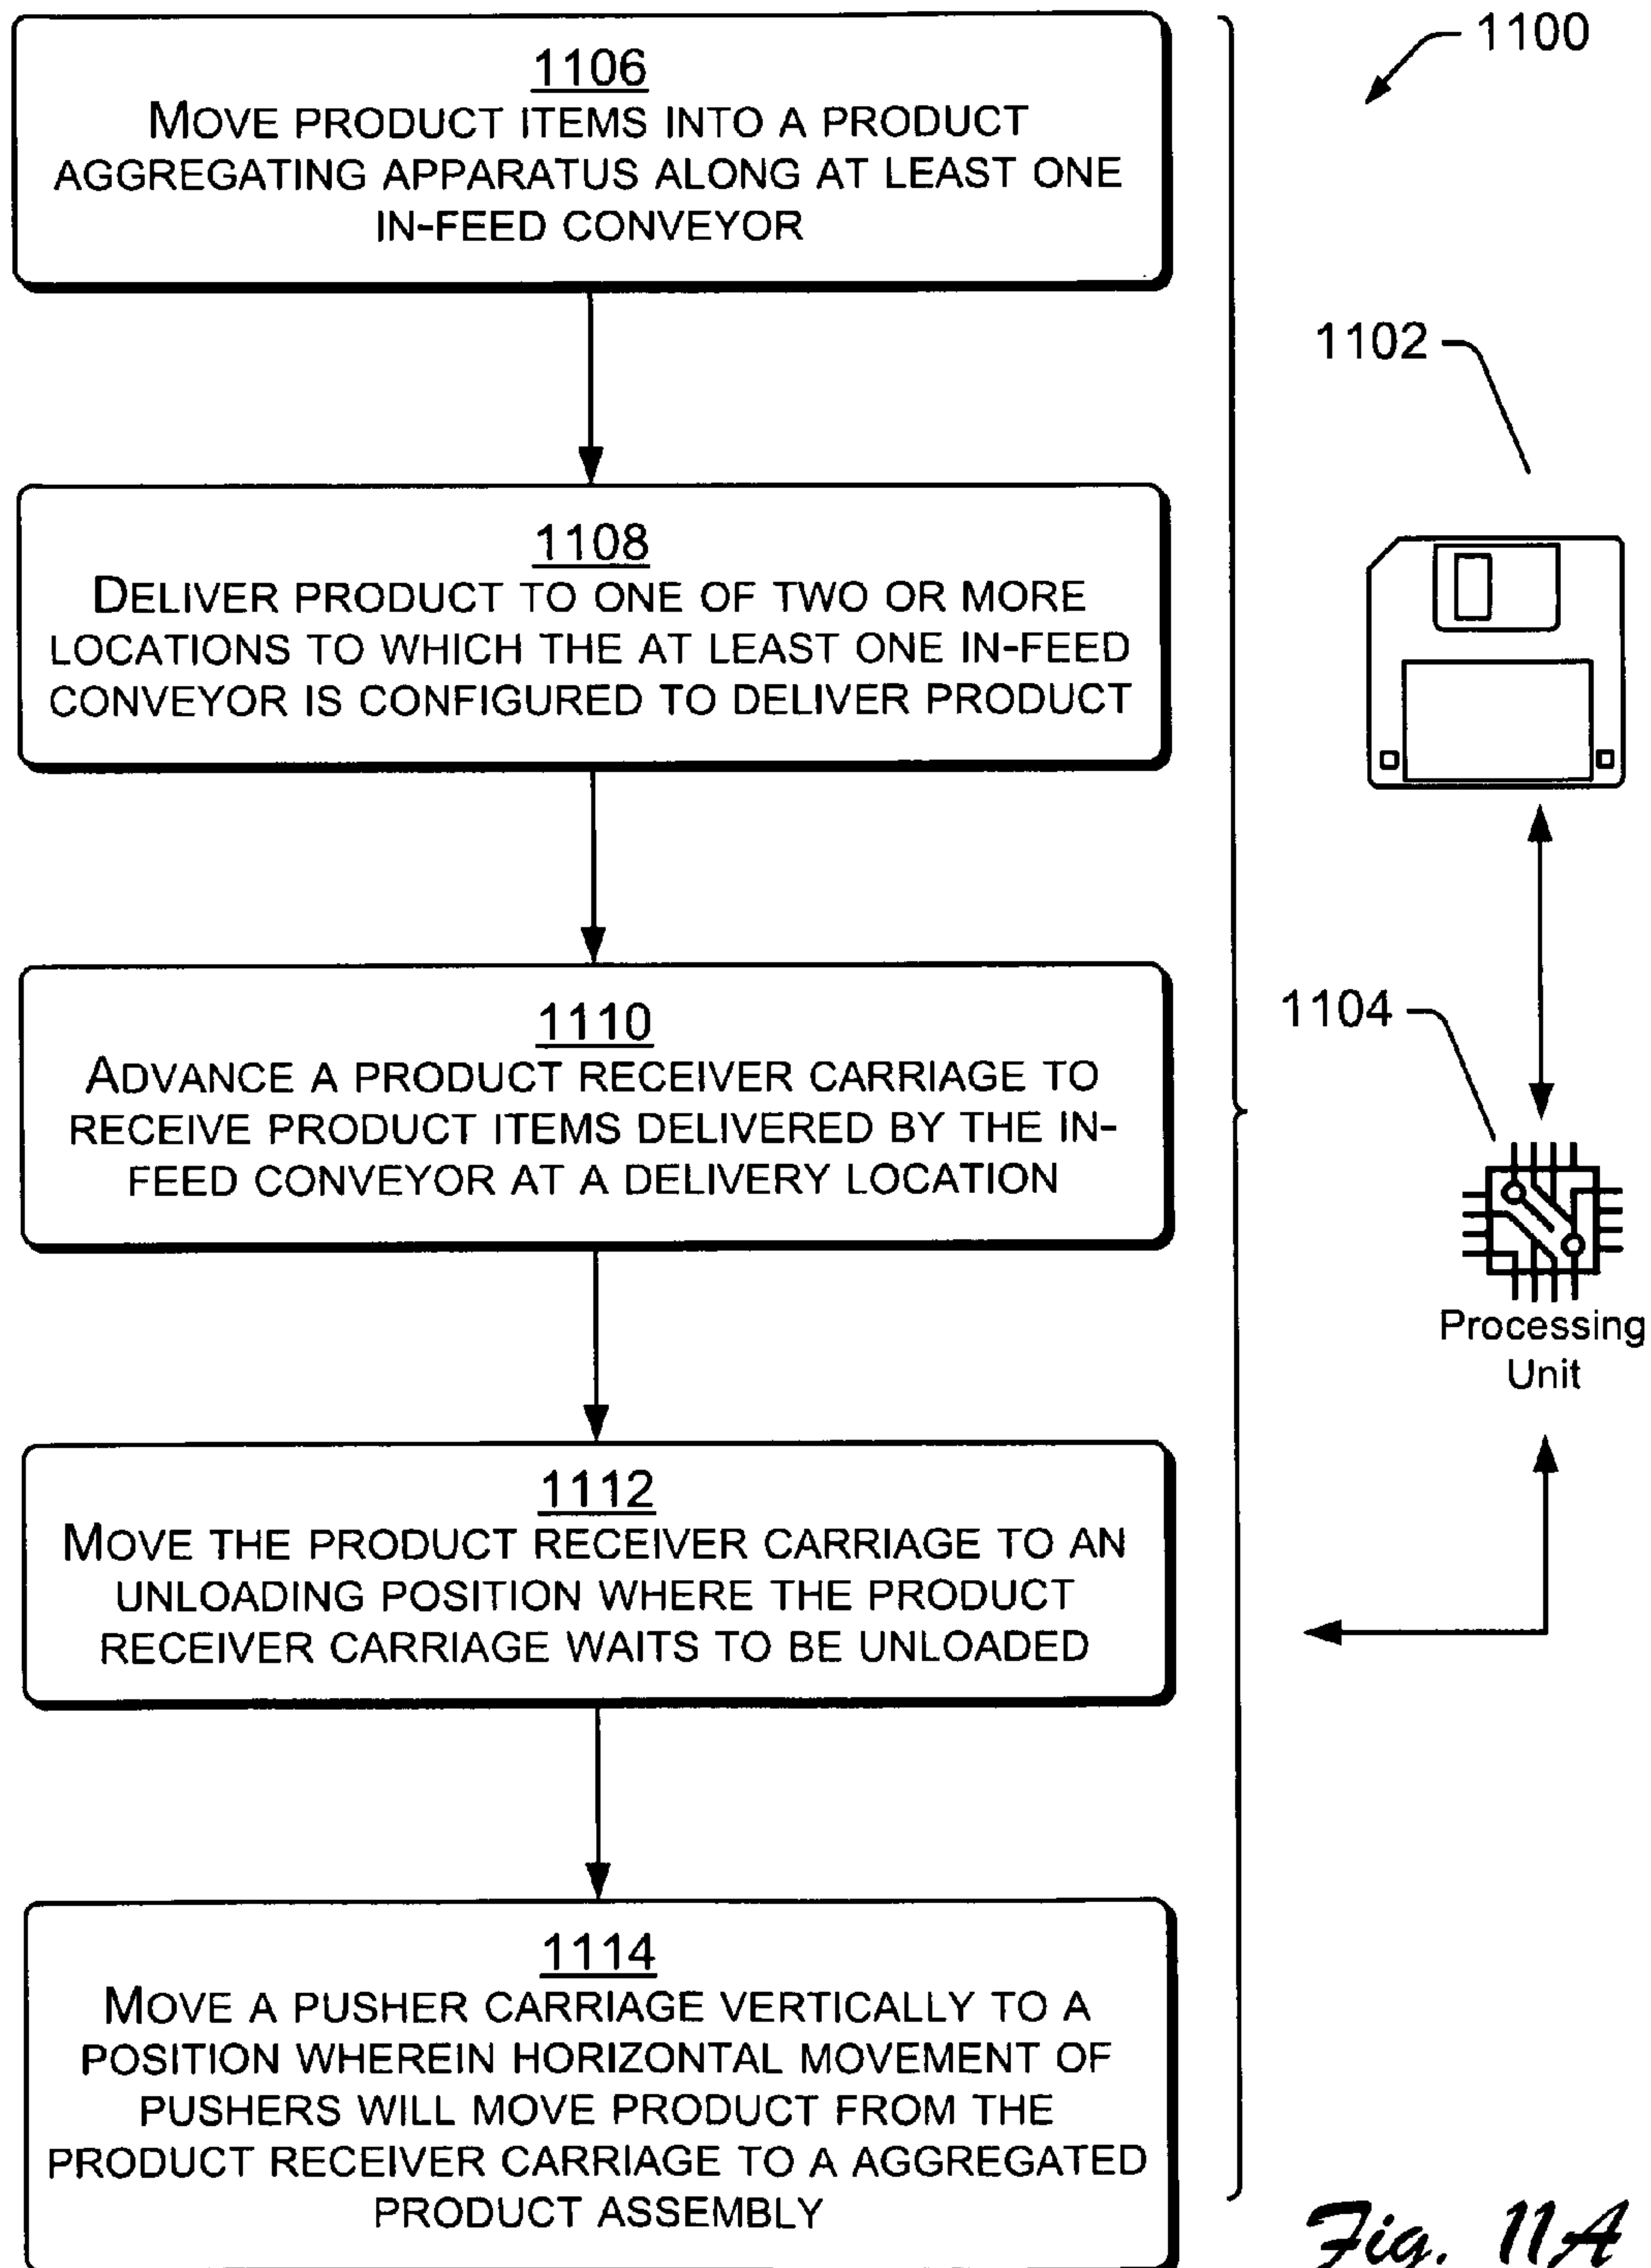 1106
MOVE PRODUCT ITEMS INTO A PRODUCT
AGGREGATING APPARATUS ALONG AT LEAST ONE
IN-FEED CONVEYOR
1108
DELIVER PRODUCT TO ONE OF TWO OR MORE
LOCATIONS TO WHICH THE AT LEAST ONE IN-FEED
CONVEYOR IS CONFIGURED TO DELIVER PRODUCT
1110
ADVANCE A PRODUCT RECEIVER CARRIAGE TO
RECEIVE PRODUCT ITEMS DELIVERED BY THE IN-
FEED CONVEYOR AT A DELIVERY LOCATION
1112
MOVE THE PRODUCT RECEIVER CARRIAGE TO AN
UNLOADING POSITION WHERE THE PRODUCT
RECEIVER CARRIAGE WAITS TO BE UNLOADED
1114
MOVE A PUSHER CARRIAGE VERTICALLY TO A
POSITION WHEREIN HORIZONTAL MOVEMENT OF
PUSHERS WILL MOVE PRODUCT FROM THE
PRODUCT RECEIVER CARRIAGE TO A AGGREGATED
PRODUCT ASSEMBLY
1100
1102
1104
Processing
Unit
Fig. 11A